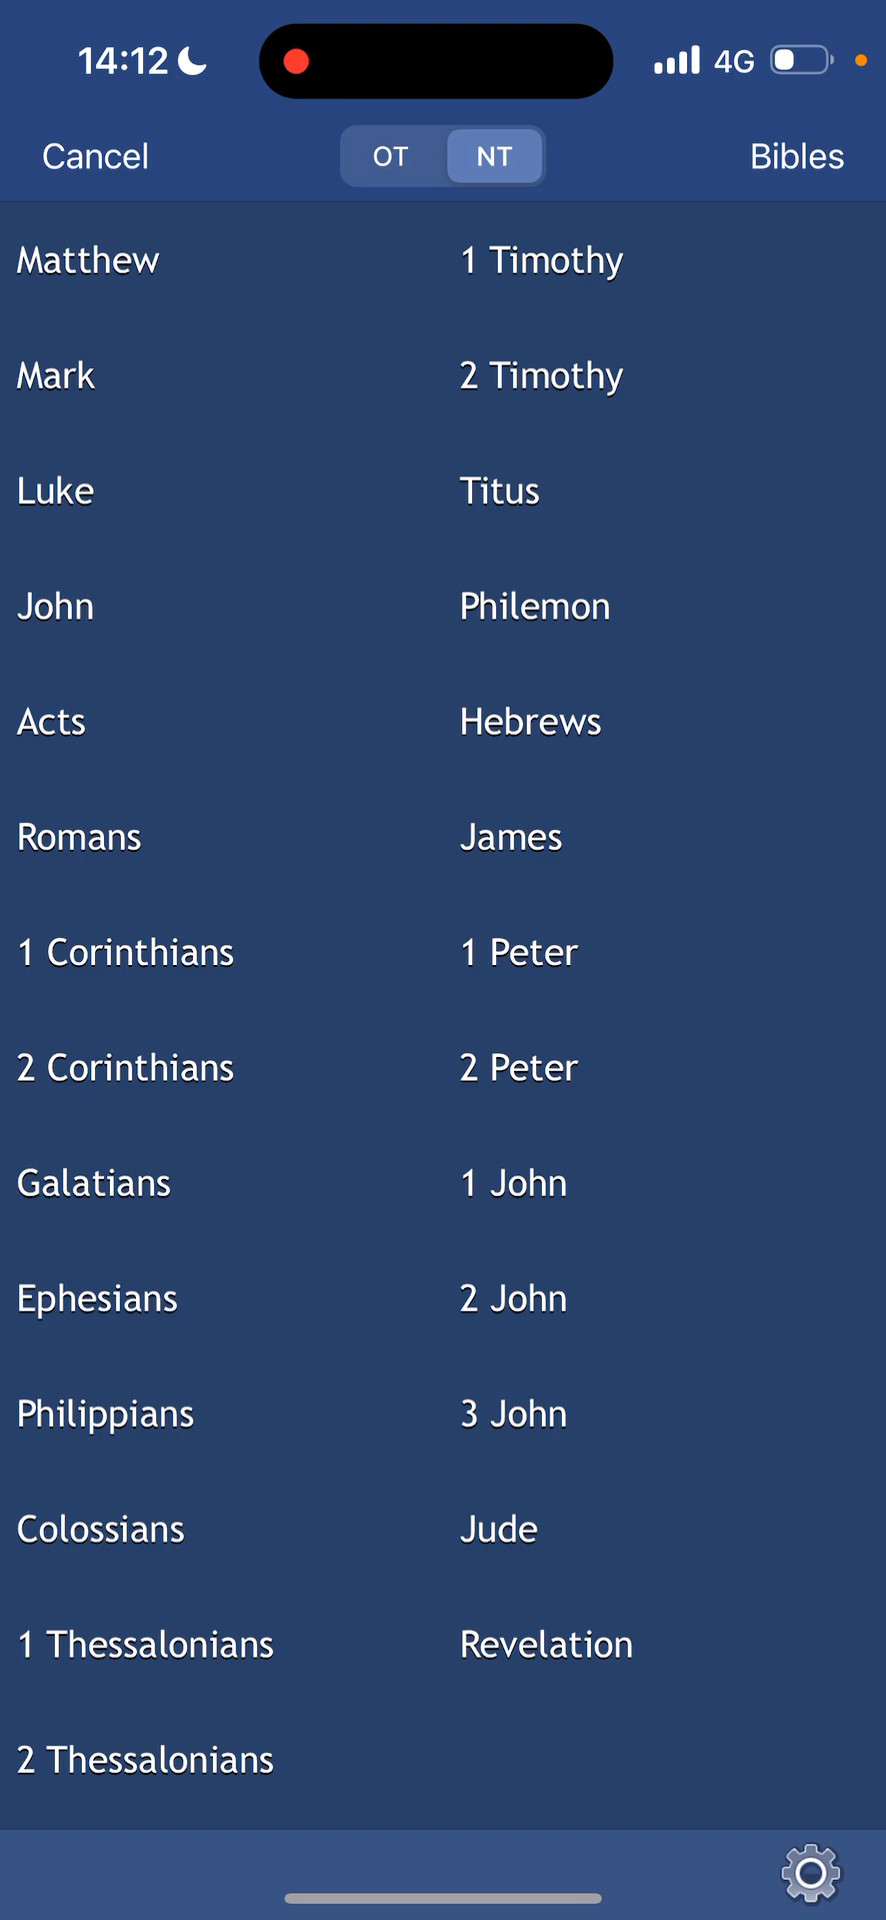 14:12 4G
Cancel OT NT Bibles
Matthew
Mark
Luke
John
Acts
Romans
1 Corinthians
2 Corinthians
Galatians
Ephesians
Philippians
Colossians
1 Thessalonians
2 Thessalonians
1 Timothy
2 Timothy
Titus
Philemon
Hebrews
James
1 Peter
2 Peter
1 John
2 John
3 John
Jude
Revelation